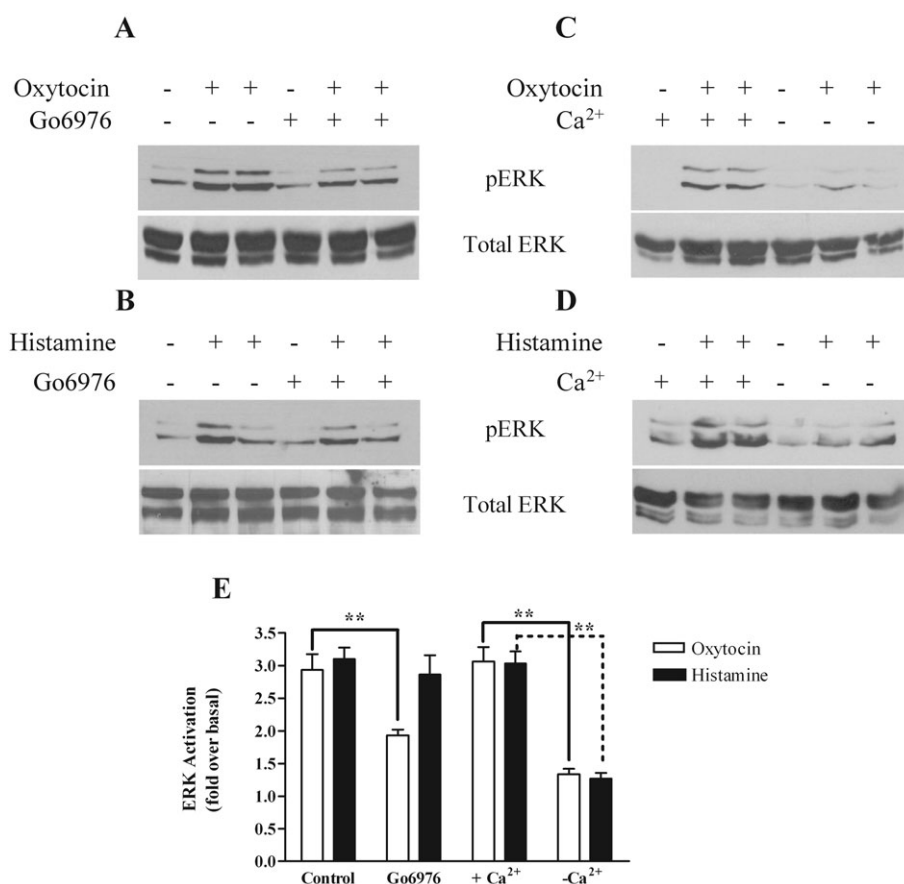 A
Oxytocin - + + - + +
Go6976 - - - + + +
C
Oxytocin - + + - + +
Ca²⁺ + + + - - -
pERK
Total ERK
B
Histamine - + + - + +
Go6976 - - - + + +
D
Histamine - + + - + +
Ca²⁺ + + + - - -
pERK
Total ERK
E
** ** **
ERK Activation
(fold over basal)
3.5
3.0
2.5
2.0
1.5
1.0
0.5
0.0
Control Go6976 + Ca²⁺ -Ca²⁺
Oxytocin
Histamine